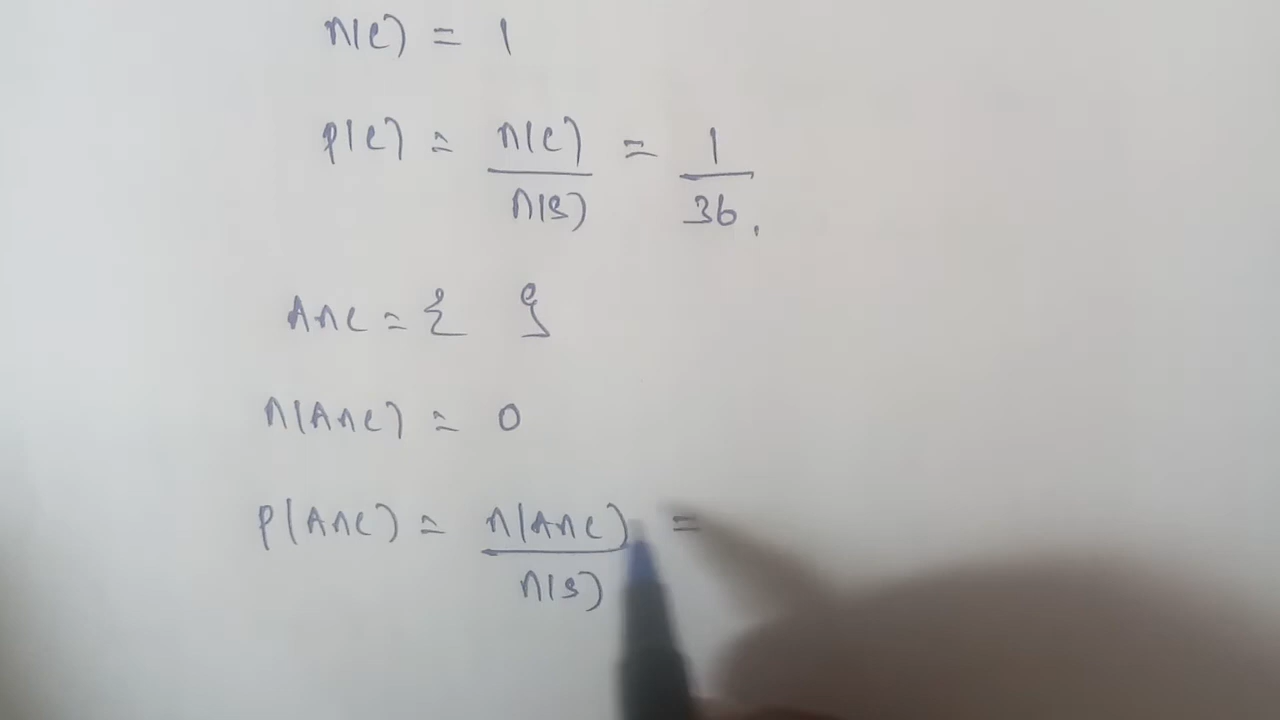 n(C) = 1
P(C) = n(C) / n(S) = 1 / 36.
A∩C = { }
n(A∩C) = 0
P(A∩C) = n(A∩C) / n(S) =